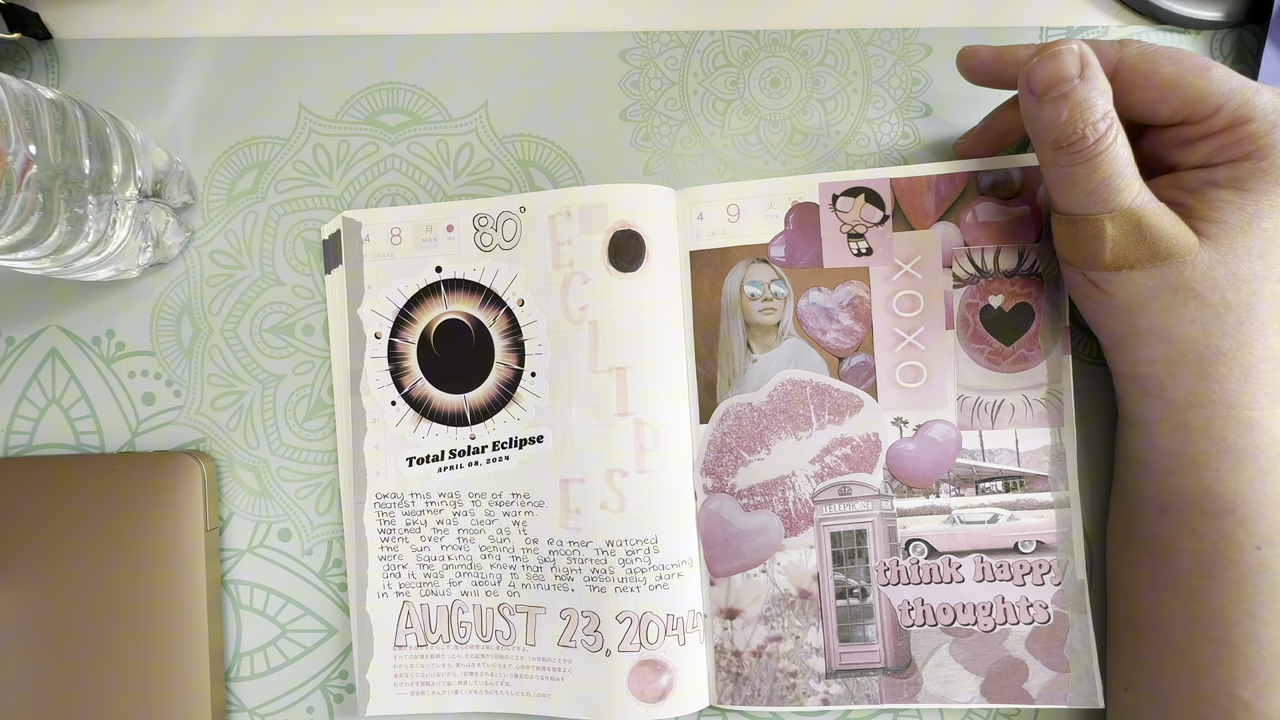 4 8 月
MON
80°
ECLIPSE
Total Solar Eclipse
APRIL 08, 2024
okay this was one of the
neatest things to experience.
The weather was so warm.
The sky was clear we
watched the moon as it
went over the sun. OR Rather watched
the sun move behind the moon. The birds
were squaking and the sky started going
dark. The animals knew that night was approaching
and it was amazing to see how absolutely dark
it became for about 4 minutes. The next one
in the CONUS will be on
AUGUST 23, 2044
4 9 火
TUE
XOXO
TELEPHONE
think happy
thoughts